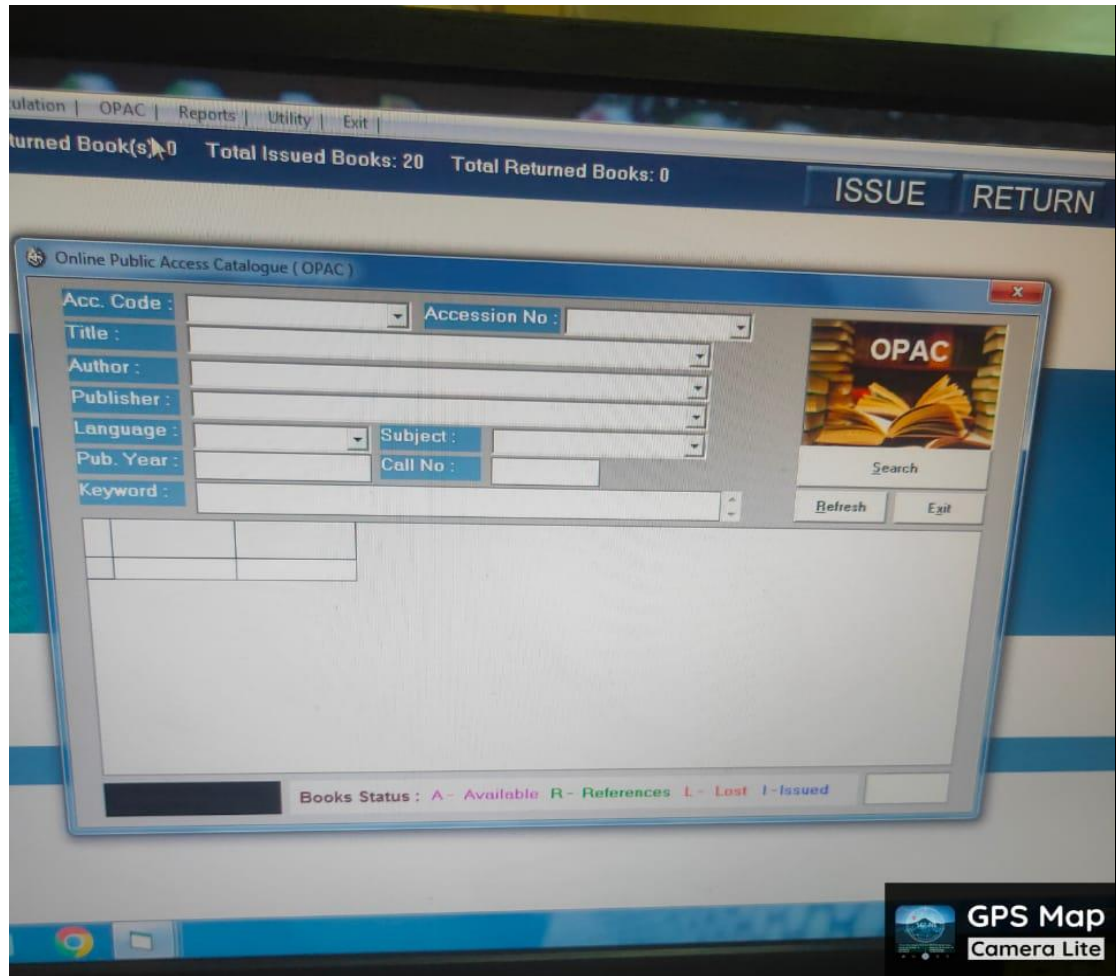 ulation | OPAC | Reports | Utility | Exit |
turned Book(s) 0 Total Issued Books: 20 Total Returned Books: 0
ISSUE RETURN
Online Public Access Catalogue ( OPAC )
x
Acc. Code : Accession No :
Title :
OPAC
Author :
Publisher :
Language : Subject :
Pub. Year : Call No :
Search
Keyword :
Refresh Exit
Books Status : A - Available R - References L - Lost I - Issued
GPS Map
Camera Lite